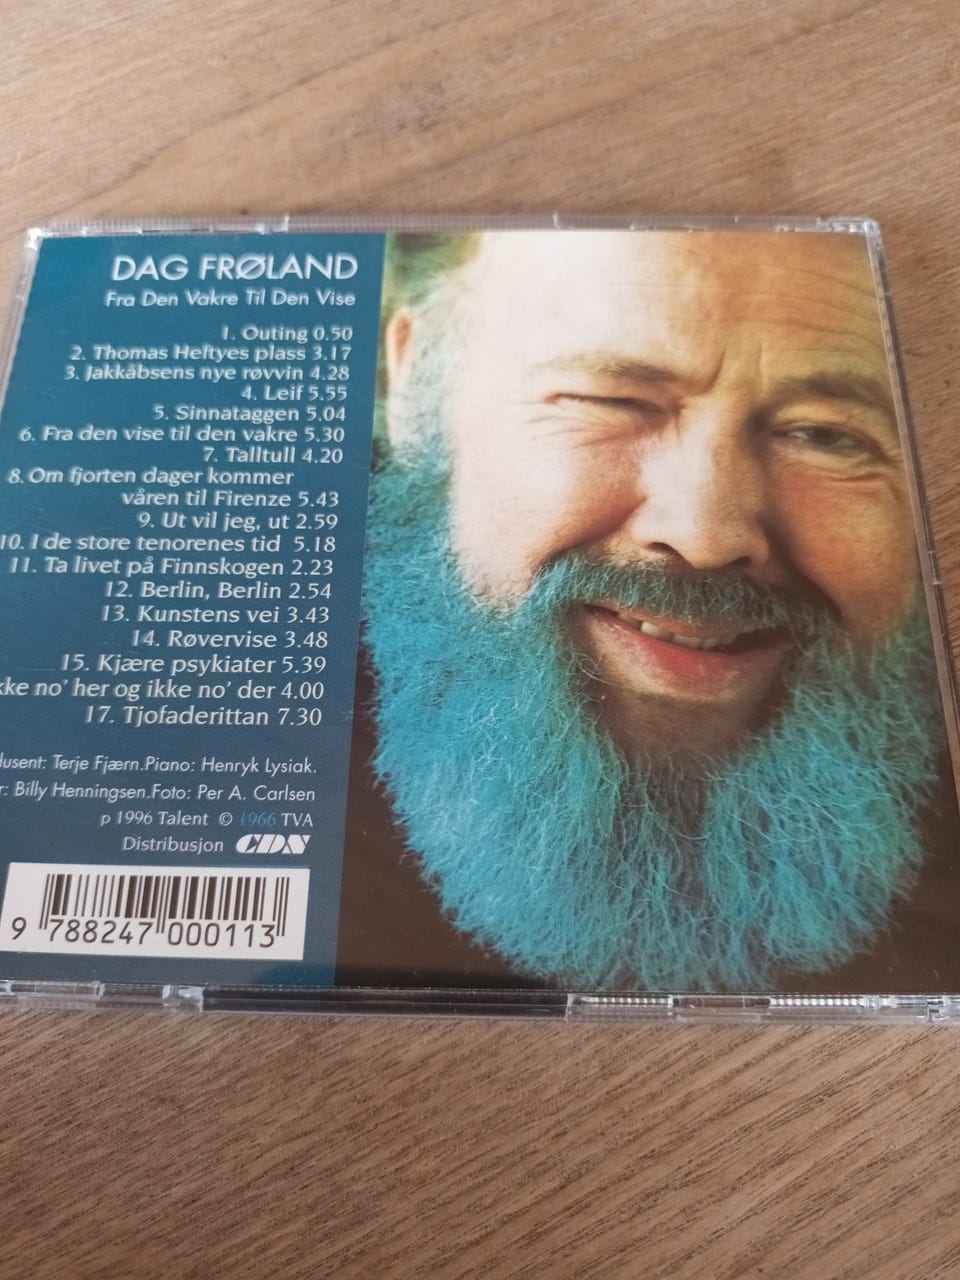 DAG FRØLAND
Fra Den Vakre Til Den Vise
1. Outing 0.50
2. Thomas Heftyes plass 3.17
3. Jakkåbsens nye røvvin 4.28
4. Leif 5.55
5. Sinnataggen 5.04
6. Fra den vise til den vakre 5.30
7. Talltull 4.20
8. Om fjorten dager kommer
våren til Firenze 5.43
9. Ut vil jeg, ut 2.59
10. I de store tenorenes tid 5.18
11. Ta livet på Finnskogen 2.23
12. Berlin, Berlin 2.54
13. Kunstens vei 3.43
14. Røvervise 3.48
15. Kjære psykiater 5.39
no' her og ikke no' der 4.00
17. Tjofaderittan 7.30
Terje Fjærn.Piano: Henryk Lysiak.
Billy Henningsen.Foto: Per A. Carlsen
p 1996 Talent © 1966 TVA
Distribusjon CDN
9 788247 000113